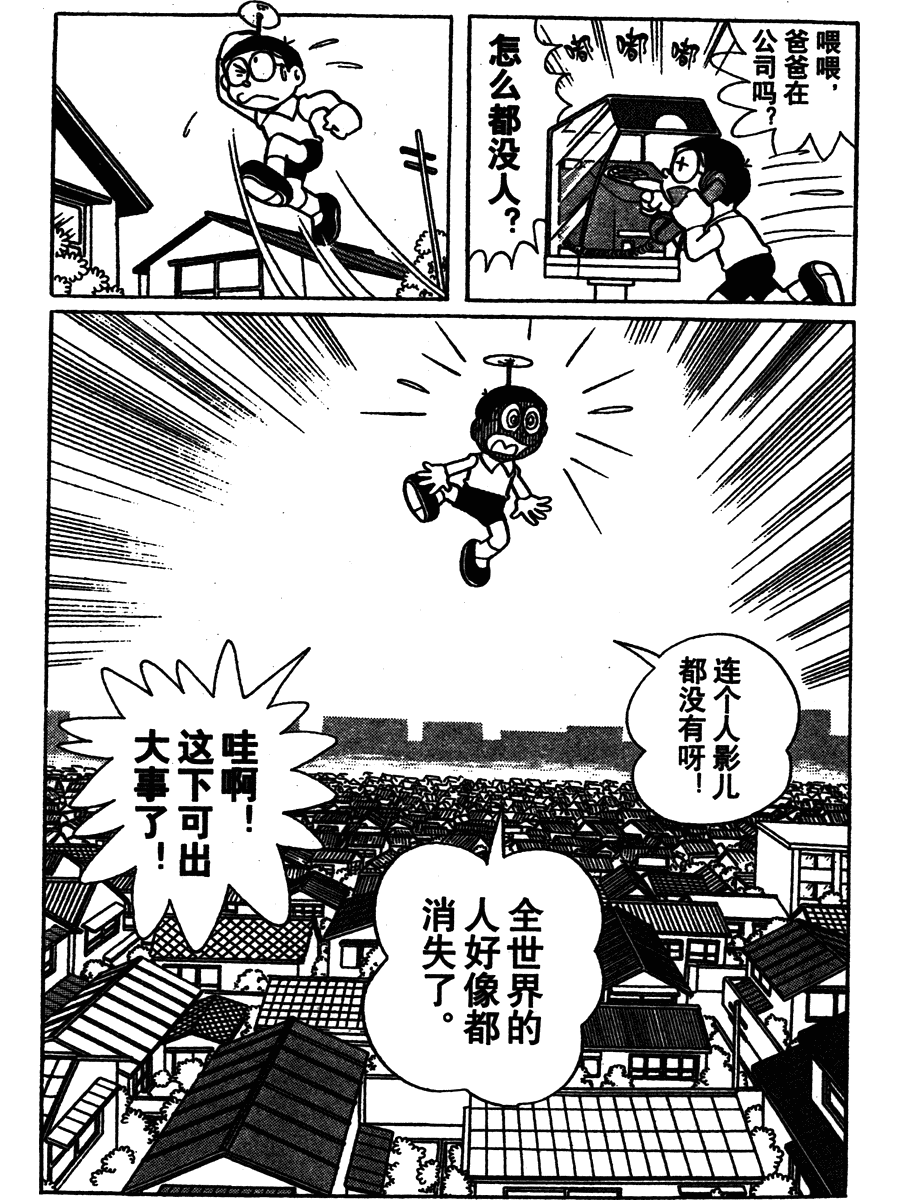 喂喂，
爸爸在
公司吗？
嘟嘟嘟
怎么都没人？
连个人影儿
都没有呀！
全世界的
人好像都
消失了。
哇啊！
这下可出
大事了！